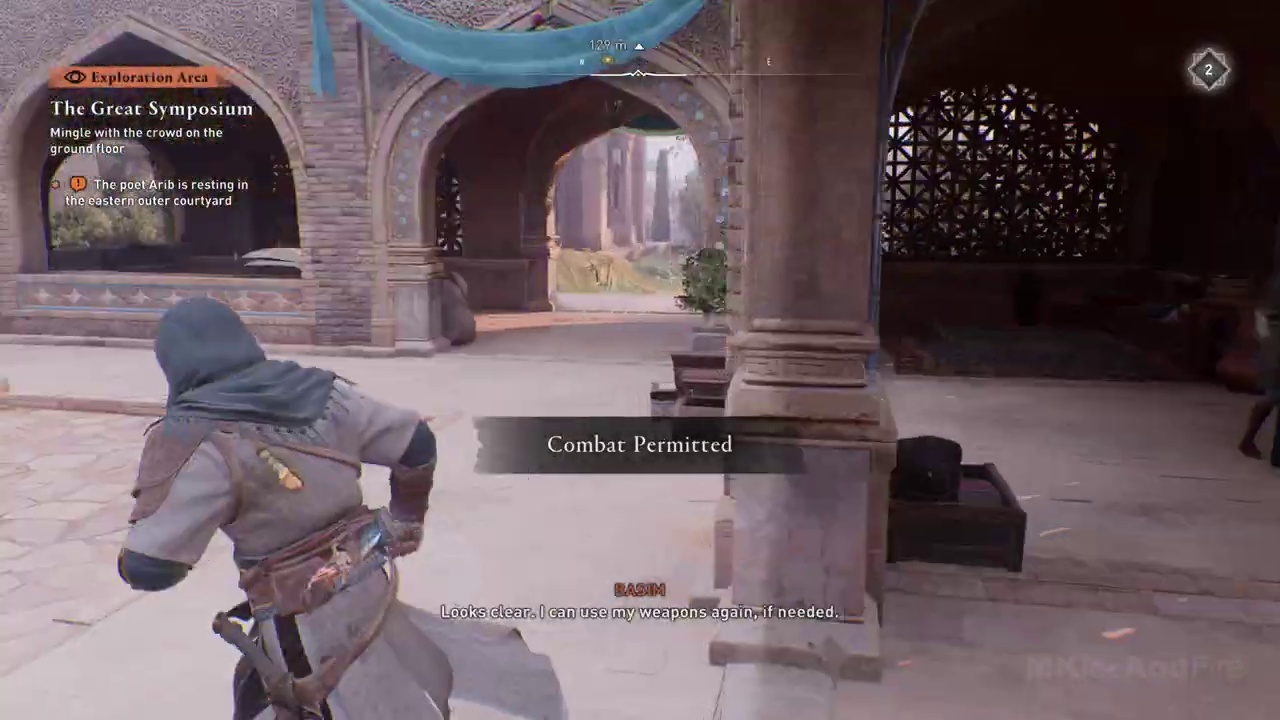 129 m
N
E
2
Exploration Area
The Great Symposium
Mingle with the crowd on the
ground floor
The poet Arib is resting in
the eastern outer courtyard
Combat Permitted
BASIM
Looks clear. I can use my weapons again, if needed.